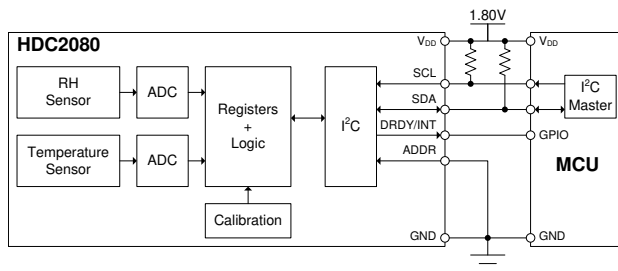 1.80V
HDC2080
VDD
VDD
RH
Sensor
ADC
Registers
+
Logic
I²C
SCL
SDA
DRDY/INT
ADDR
I²C
Master
GPIO
MCU
Temperature
Sensor
ADC
Calibration
GND
GND